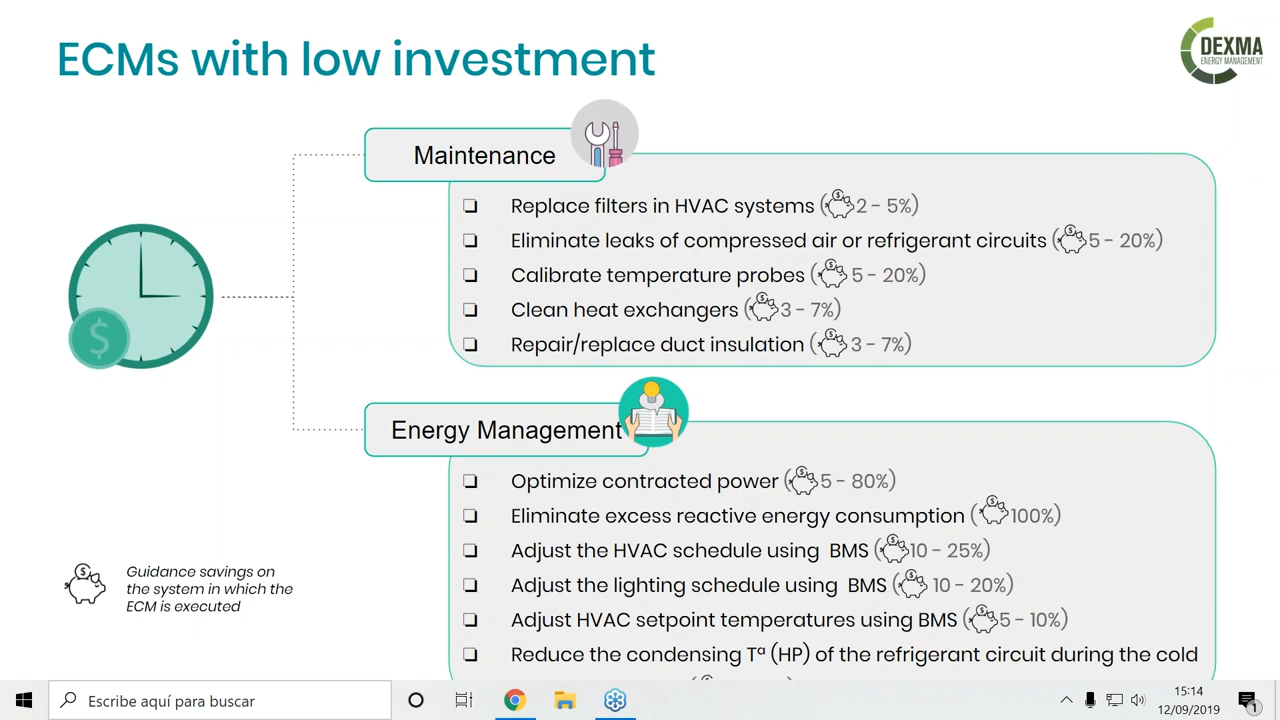 ECMs with low investment
DEXMA
ENERGY MANAGEMENT
Maintenance
❏ Replace filters in HVAC systems (2 - 5%)
❏ Eliminate leaks of compressed air or refrigerant circuits (5 - 20%)
❏ Calibrate temperature probes (5 - 20%)
❏ Clean heat exchangers (3 - 7%)
❏ Repair/replace duct insulation (3 - 7%)
Energy Management
❏ Optimize contracted power (5 - 80%)
❏ Eliminate excess reactive energy consumption (100%)
❏ Adjust the HVAC schedule using BMS (10 - 25%)
❏ Adjust the lighting schedule using BMS (10 - 20%)
❏ Adjust HVAC setpoint temperatures using BMS (5 - 10%)
❏ Reduce the condensing Tª (HP) of the refrigerant circuit during the cold
$
Guidance savings on
the system in which the
ECM is executed
Escribe aquí para buscar
15:14
12/09/2019
1